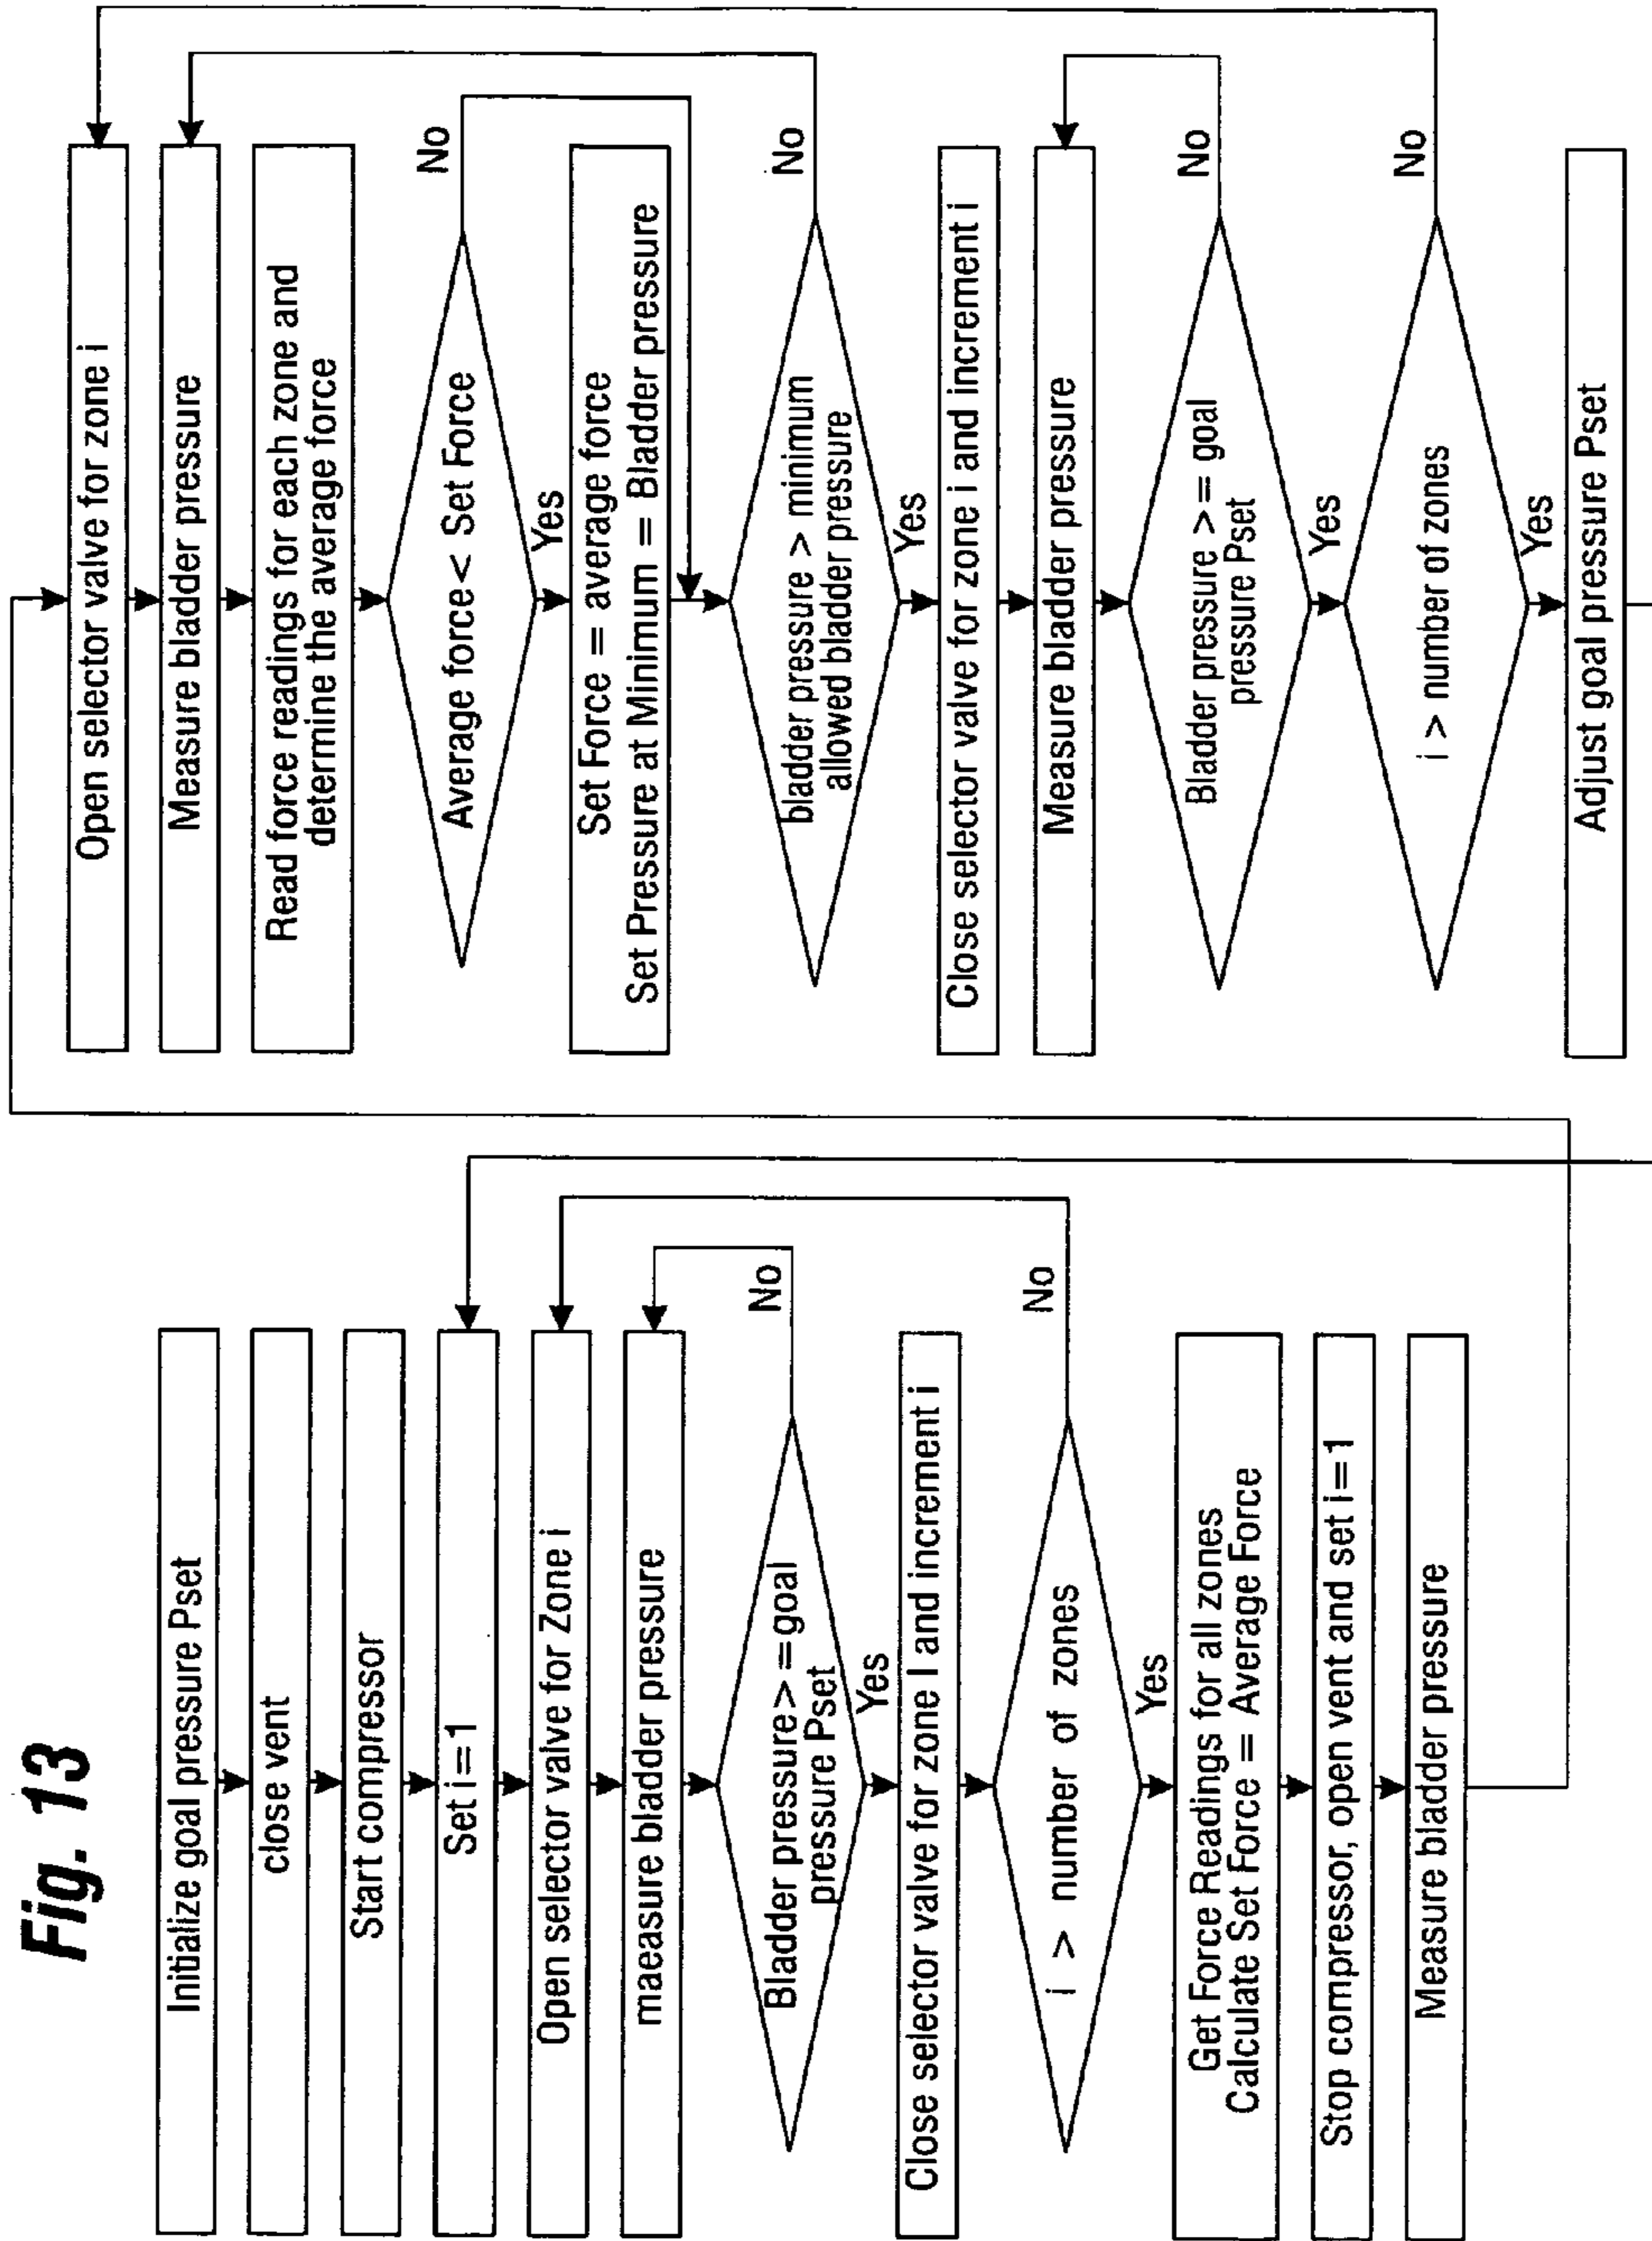 Fig. 13
Initialize goal pressure Pset
close vent
Start compressor
Set i=1
Open selector valve for Zone i
maeasure bladder pressure
Bladder pressure> =goal
pressure Pset
No
Yes
Close selector valve for zone I and increment i
i > number of zones
No
Yes
Get Force Readings for all zones
Calculate Set Force = Average Force
Stop compressor, open vent and set i=1
Measure bladder pressure
Open selector valve for zone i
Measure bladder pressure
Read force readings for each zone and
determine the average force
Average force< Set Force
No
Yes
Set Force = average force
Set Pressure at Minimum = Bladder pressure
bladder pressure > minimum
allowed bladder pressure
No
Yes
Close selector valve for zone i and increment i
Measure bladder pressure
Bladder pressure >= goal
pressure Pset
No
Yes
i > number of zones
No
Yes
Adjust goal pressure Pset